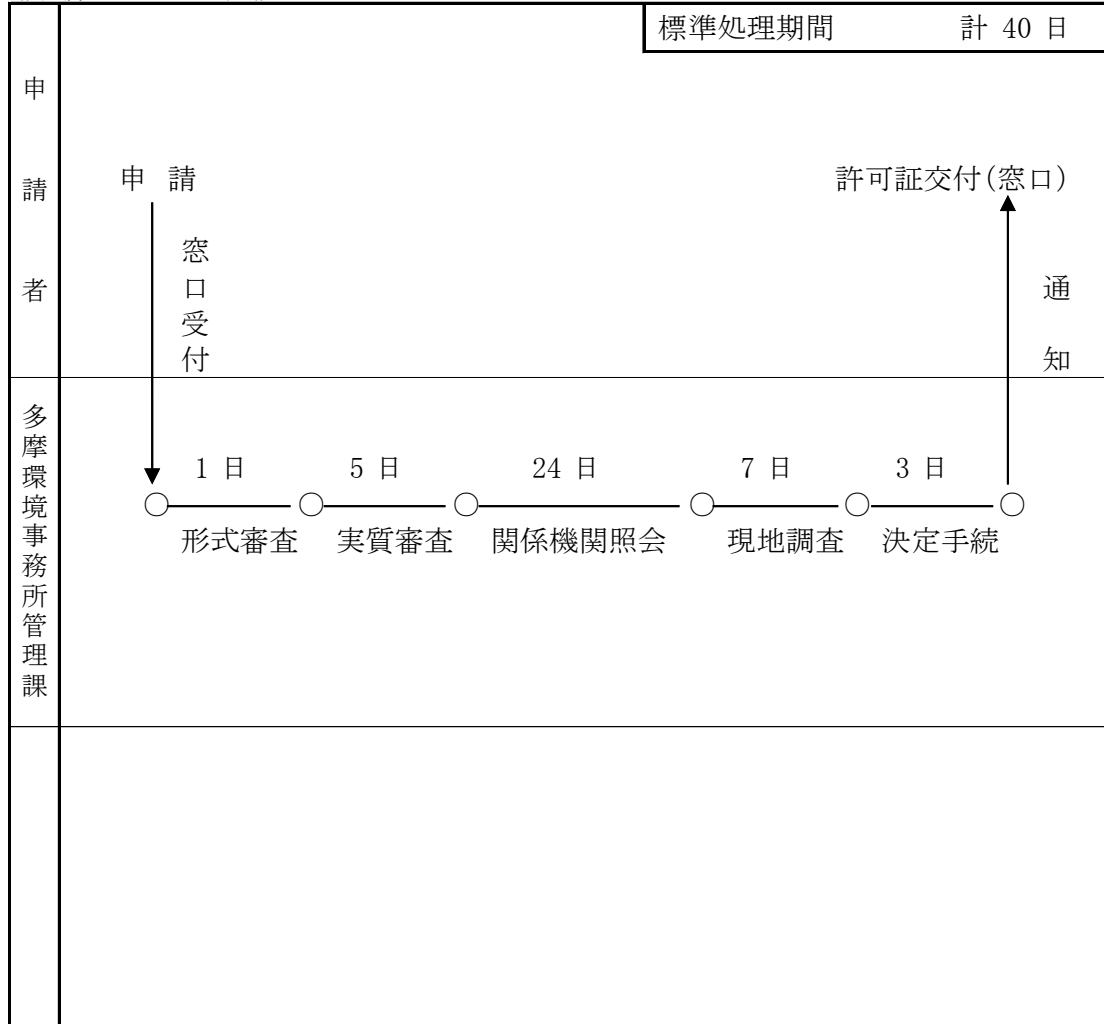 標準処理期間 計 40 日
申請者
申 請
許可証交付(窓口)
窓口受付
通知
多摩環境事務所管理課
1 日 5 日 24 日 7 日 3 日
形式審査 実質審査 関係機関照会 現地調査 決定手続